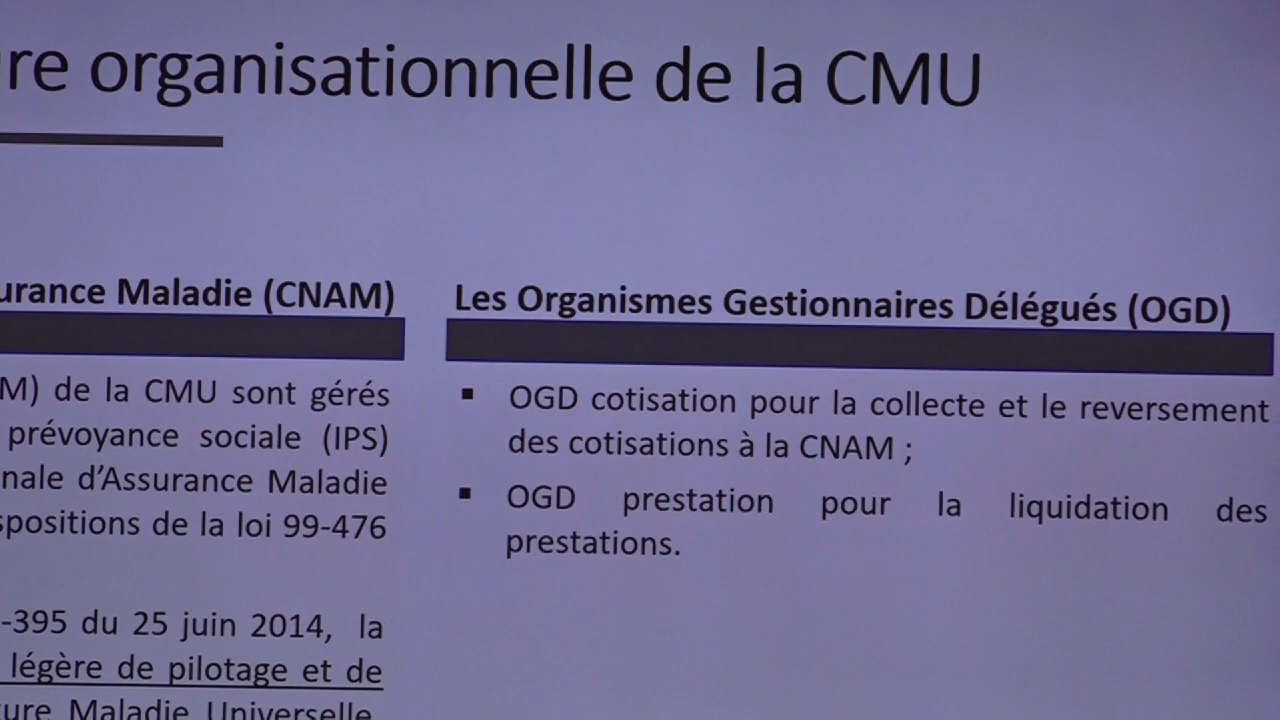 re organisationnelle de la CMU
urance Maladie (CNAM)
M) de la CMU sont gérés
prévoyance sociale (IPS)
nale d'Assurance Maladie
spositions de la loi 99-476
-395 du 25 juin 2014, la
légère de pilotage et de
ure Maladie Universelle
Les Organismes Gestionnaires Délégués (OGD)
▪ OGD cotisation pour la collecte et le reversement
des cotisations à la CNAM ;
▪ OGD prestation pour la liquidation des
prestations.